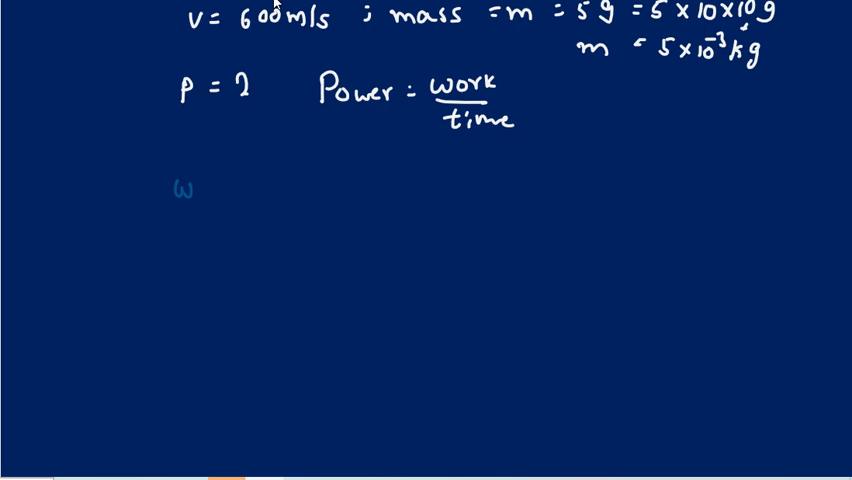 v = 600m/s ; mass = m = 5 g = 5 × 10 × 10 g
m = 5 × 10⁻³ kg
P = ? Power = work / time
W